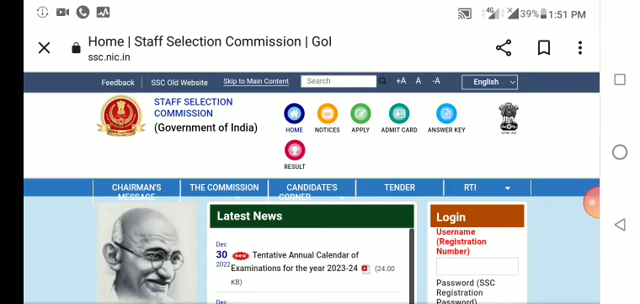 39% 1:51 PM
Home | Staff Selection Commission | GoI
ssc.nic.in
Feedback SSC Old Website Skip to Main Content Search +A A -A English
STAFF SELECTION
COMMISSION
(Government of India)
HOME NOTICES APPLY ADMIT CARD ANSWER KEY
RESULT
CHAIRMAN'S MESSAGE THE COMMISSION CANDIDATE'S CORNER TENDER RTI
Latest News
Dec
30
2022
new Tentative Annual Calendar of
Examinations for the year 2023-24 (24.00
KB)
Dec
Login
Username
(Registration
Number)
Password (SSC
Registration
Password)